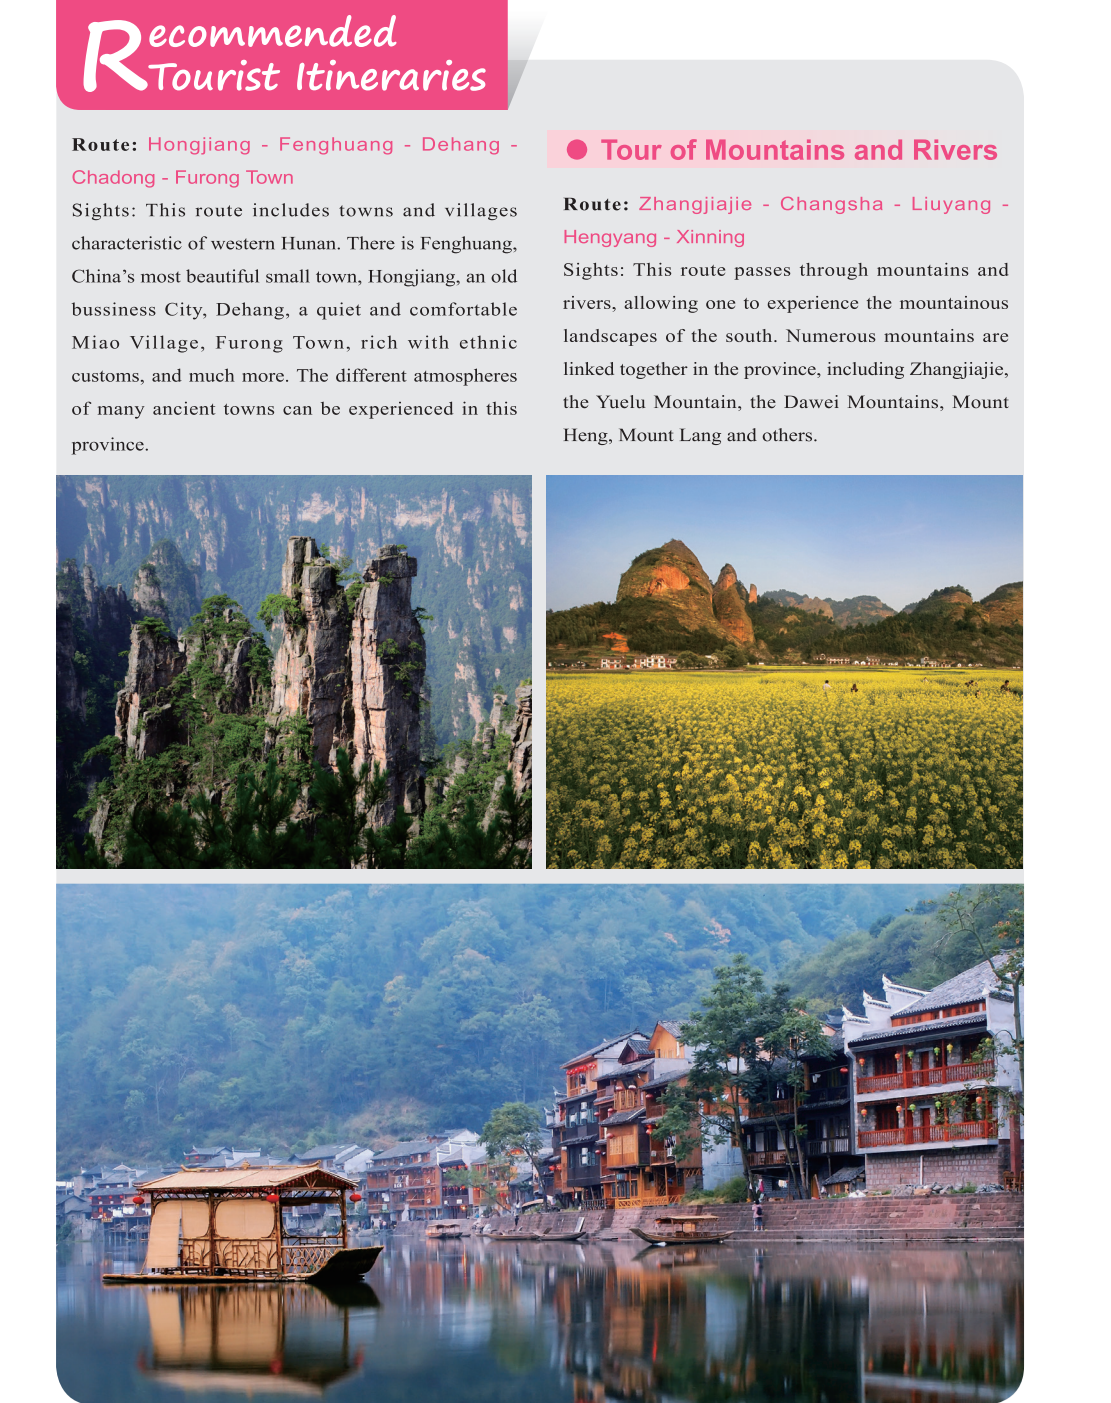 Recommended
Tourist Itineraries
Route: Hongjiang - Fenghuang - Dehang -
Chadong - Furong Town
Sights: This route includes towns and villages
characteristic of western Hunan. There is Fenghuang,
China’s most beautiful small town, Hongjiang, an old
bussiness City, Dehang, a quiet and comfortable
Miao Village, Furong Town, rich with ethnic
customs, and much more. The different atmospheres
of many ancient towns can be experienced in this
province.
● Tour of Mountains and Rivers
Route: Zhangjiajie - Changsha - Liuyang -
Hengyang - Xinning
Sights: This route passes through mountains and
rivers, allowing one to experience the mountainous
landscapes of the south. Numerous mountains are
linked together in the province, including Zhangjiajie,
the Yuelu Mountain, the Dawei Mountains, Mount
Heng, Mount Lang and others.